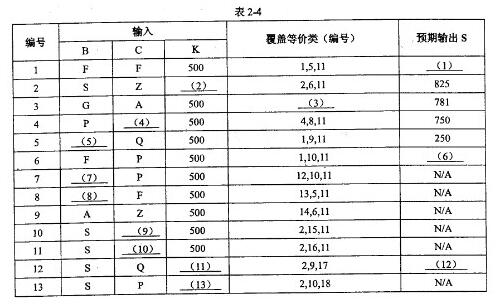 表 2-4
编号 输入 覆盖等价类（编号） 预期输出 S
B C K
1 F F 500 1,5,11 （1）
2 S Z （2） 2,6,11 825
3 G A 500 （3） 781
4 P （4） 500 4,8,11 750
5 （5） Q 500 1,9,11 250
6 F P 500 1,10,11 （6）
7 （7） P 500 12,10,11 N/A
8 （8） F 500 13,5,11 N/A
9 A Z 500 14,6,11 N/A
10 S （9） 500 2,15,11 N/A
11 S （10） 500 2,16,11 N/A
12 S Q （11） 2,9,17 （12）
13 S P （13） 2,10,18 N/A